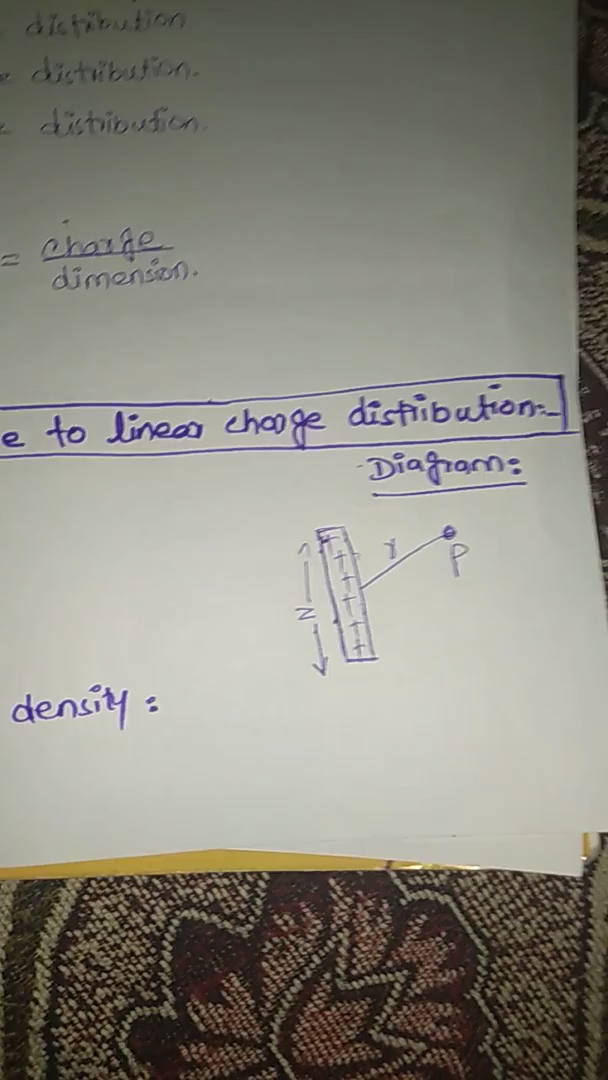 distribution
distribution.
distribution.
= charge
dimension.
e to linear charge distribution:-
Diagram:
+ + + + + +
r
P
density: